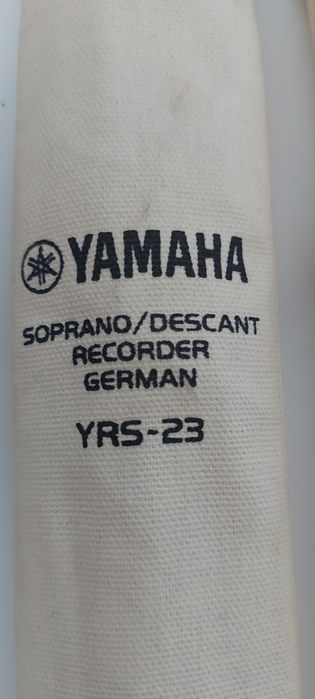 YAMAHA
SOPRANO/DESCANT
RECORDER
GERMAN
YRS-23